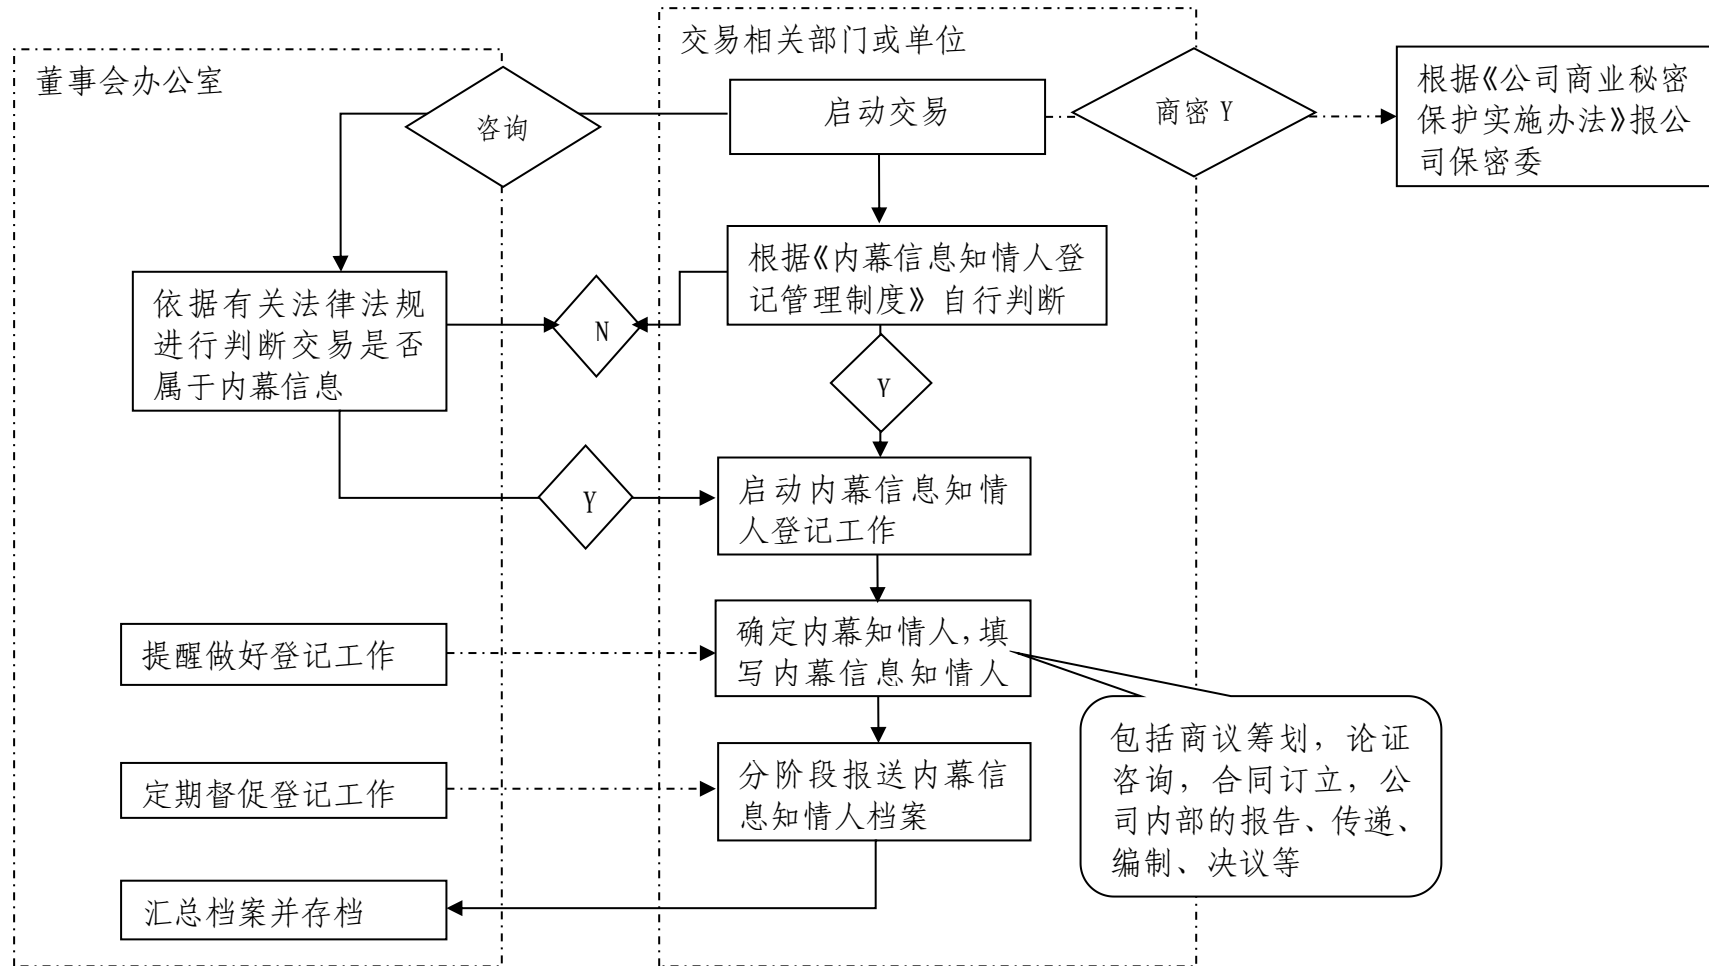 交易相关部门或单位
董事会办公室
咨询
启动交易
商密 Y
根据《公司商业秘密
保护实施办法》报公
司保密委
依据有关法律法规
进行判断交易是否
属于内幕信息
N
根据《内幕信息知情人登
记管理制度》自行判断
Y
Y
启动内幕信息知情
人登记工作
提醒做好登记工作
确定内幕知情人,填
写内幕信息知情人
定期督促登记工作
分阶段报送内幕信
息知情人档案
包括商议筹划，论证
咨询，合同订立，公
司内部的报告、传递、
编制、决议等
汇总档案并存档